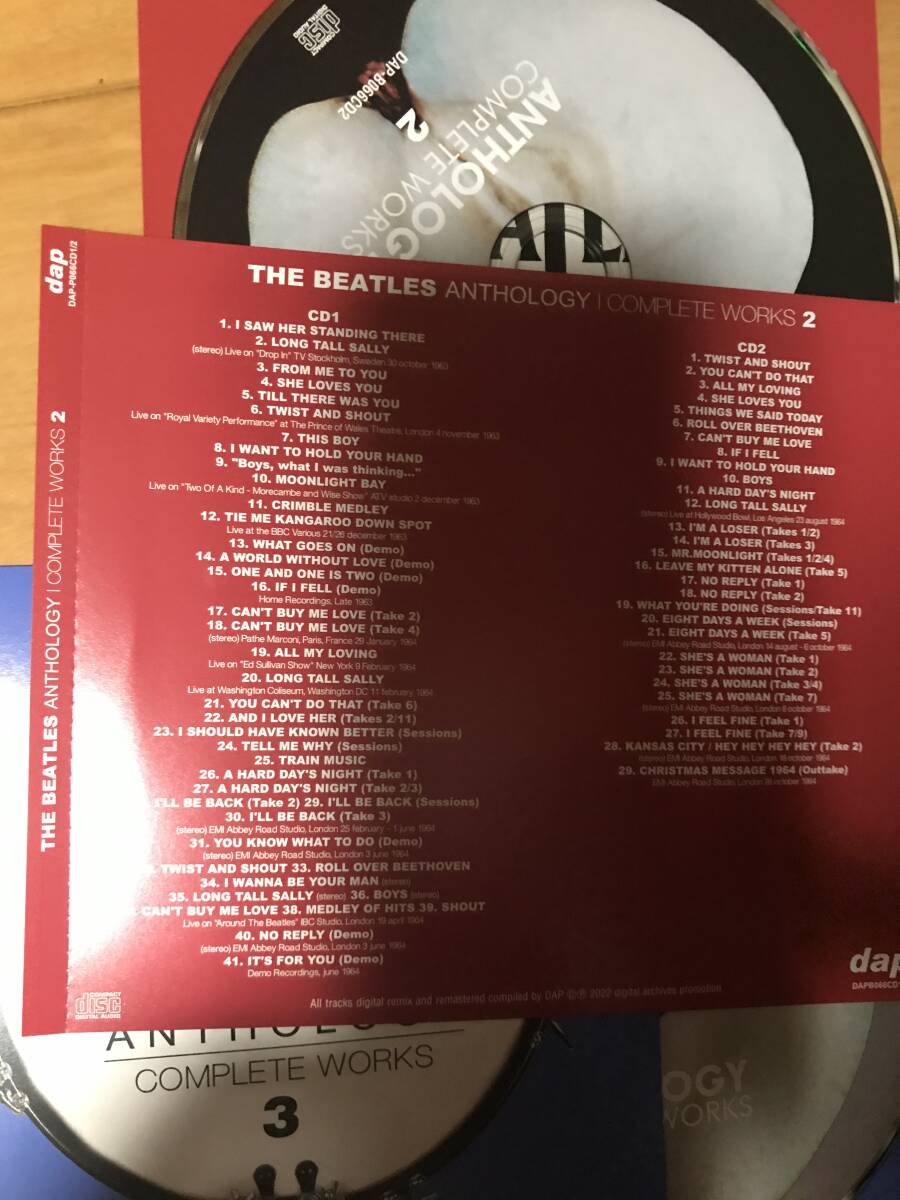 COMPACT
disc
DIGITAL AUDIO
DAP-B066CD2
2
ANTHOLOGY
COMPLETE WORKS
dap
DAP-P066CD1/2
THE BEATLES ANTHOLOGY | COMPLETE WORKS 2
THE BEATLES ANTHOLOGY | COMPLETE WORKS 2
CD1
1. I SAW HER STANDING THERE
2. LONG TALL SALLY
(stereo) Live on "Drop In" TV Stockholm, Sweden 30 october 1963
3. FROM ME TO YOU
4. SHE LOVES YOU
5. TILL THERE WAS YOU
6. TWIST AND SHOUT
Live on "Royal Variety Performance" at The Prince of Wales Theatre, London 4 november 1963
7. THIS BOY
8. I WANT TO HOLD YOUR HAND
9. "Boys, what I was thinking..."
10. MOONLIGHT BAY
Live on "Two Of A Kind - Morecambe and Wise Show" ATV studio 2 december 1963
11. CRIMBLE MEDLEY
12. TIE ME KANGAROO DOWN SPOT
Live at the BBC Various 21/26 december 1963
13. WHAT GOES ON (Demo)
14. A WORLD WITHOUT LOVE (Demo)
15. ONE AND ONE IS TWO (Demo)
16. IF I FELL (Demo)
Home Recordings, Late 1963
17. CAN'T BUY ME LOVE (Take 2)
18. CAN'T BUY ME LOVE (Take 4)
(stereo) Pathe Marconi, Paris, France 29 January 1964
19. ALL MY LOVING
Live on "Ed Sullivan Show" New York 9 February 1964
20. LONG TALL SALLY
Live at Washington Coliseum, Washington DC 11 february 1964
21. YOU CAN'T DO THAT (Take 6)
22. AND I LOVE HER (Takes 2/11)
23. I SHOULD HAVE KNOWN BETTER (Sessions)
24. TELL ME WHY (Sessions)
25. TRAIN MUSIC
26. A HARD DAY'S NIGHT (Take 1)
27. A HARD DAY'S NIGHT (Take 2/3)
I'LL BE BACK (Take 2) 29. I'LL BE BACK (Sessions)
30. I'LL BE BACK (Take 3)
(stereo) EMI Abbey Road Studio, London 25 february - 1 june 1964
31. YOU KNOW WHAT TO DO (Demo)
(stereo) EMI Abbey Road Studio, London 3 june 1964
TWIST AND SHOUT 33. ROLL OVER BEETHOVEN
34. I WANNA BE YOUR MAN (stereo)
35. LONG TALL SALLY (stereo) 36. BOYS (stereo)
CAN'T BUY ME LOVE 38. MEDLEY OF HITS 39. SHOUT
Live on "Around The Beatles" IBC Studio, London 19 april 1964
40. NO REPLY (Demo)
(stereo) EMI Abbey Road Studio, London 3 june 1964
41. IT'S FOR YOU (Demo)
Demo Recordings, june 1964
CD2
1. TWIST AND SHOUT
2. YOU CAN'T DO THAT
3. ALL MY LOVING
4. SHE LOVES YOU
5. THINGS WE SAID TODAY
6. ROLL OVER BEETHOVEN
7. CAN'T BUY ME LOVE
8. IF I FELL
9. I WANT TO HOLD YOUR HAND
10. BOYS
11. A HARD DAY'S NIGHT
12. LONG TALL SALLY
(stereo) Live at Hollywood Bowl, Los Angeles 23 august 1964
13. I'M A LOSER (Takes 1/2)
14. I'M A LOSER (Takes 3)
15. MR.MOONLIGHT (Takes 1/2/4)
16. LEAVE MY KITTEN ALONE (Take 5)
17. NO REPLY (Take 1)
18. NO REPLY (Take 2)
19. WHAT YOU'RE DOING (Sessions/Take 11)
20. EIGHT DAYS A WEEK (Sessions)
21. EIGHT DAYS A WEEK (Take 5)
(stereo) EMI Abbey Road Studio, London 14 august - 6 october 1964
22. SHE'S A WOMAN (Take 1)
23. SHE'S A WOMAN (Take 2)
24. SHE'S A WOMAN (Take 3/4)
25. SHE'S A WOMAN (Take 7)
(stereo) EMI Abbey Road Studio, London 8 october 1964
26. I FEEL FINE (Take 1)
27. I FEEL FINE (Take 7/9)
28. KANSAS CITY / HEY HEY HEY HEY (Take 2)
(stereo) EMI Abbey Road Studio, London 18 october 1964
29. CHRISTMAS MESSAGE 1964 (Outtake)
EMI Abbey Road Studio, London 26 october 1964
dap
DAPB066CD1
COMPACT
disc
DIGITAL AUDIO
All tracks digital remix and remastered compiled by DAP ©℗ 2022 digital archives promotion
ANTHOLOG
COMPLETE WORKS
3
OGY
WORKS